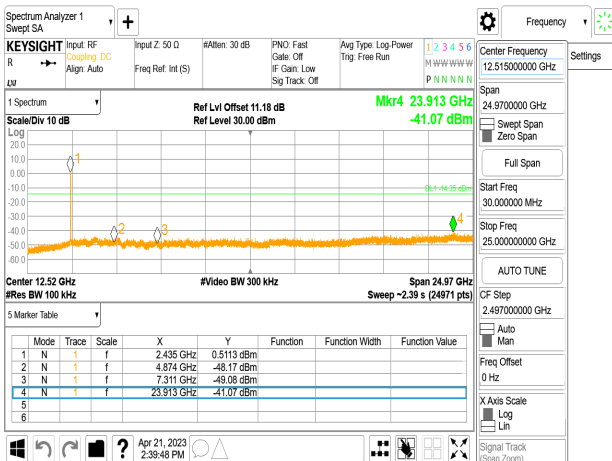 Spectrum Analyzer 1
Swept SA
▼
+
Frequency
▼
KEYSIGHT
R
LXI
Input: RF
Coupling: DC
Align: Auto
Input Z: 50 Ω
Freq Ref: Int (S)
#Atten: 30 dB
PNO: Fast
Gate: Off
IF Gain: Low
Sig Track: Off
Avg Type: Log-Power
Trig: Free Run
1 2 3 4 5 6
M W W W W W
P N N N N N
1 Spectrum
▼
Scale/Div 10 dB
Ref Lvl Offset 11.18 dB
Ref Level 30.00 dBm
Mkr4 23.913 GHz
-41.07 dBm
Log
20.0
10.0
0.00
-10.0
-20.0
-30.0
-40.0
-50.0
-60.0
1
2
3
4
DL1 -14.35 dBm
Center 12.52 GHz
#Res BW 100 kHz
#Video BW 300 kHz
Span 24.97 GHz
Sweep ~2.39 s (24971 pts)
5 Marker Table
▼
Mode Trace Scale X Y Function Function Width Function Value
1 N 1 f 2.435 GHz 0.5113 dBm
2 N 1 f 4.874 GHz -48.17 dBm
3 N 1 f 7.311 GHz -49.08 dBm
4 N 1 f 23.913 GHz -41.07 dBm
5
6
?
Apr 21, 2023
2:39:48 PM
Center Frequency
12.515000000 GHz
Settings
Span
24.9700000 GHz
Swept Span
Zero Span
Full Span
Start Freq
30.000000 MHz
Stop Freq
25.000000000 GHz
AUTO TUNE
CF Step
2.497000000 GHz
Auto
Man
Freq Offset
0 Hz
X Axis Scale
Log
Lin
Signal Track
(Span Zoom)